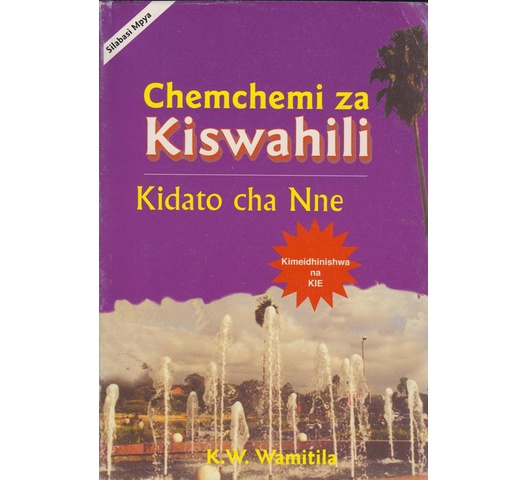 Silabasi Mpya
Chemchemi za
Kiswahili
Kidato cha Nne
Kimeidhinishwa
na
KIE
K.W. Wamitila